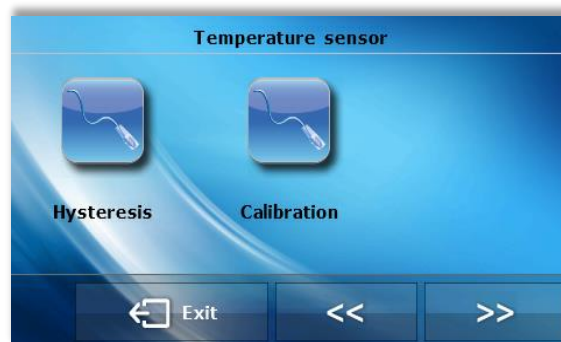 Temperature sensor
Hysteresis Calibration
Exit << >>